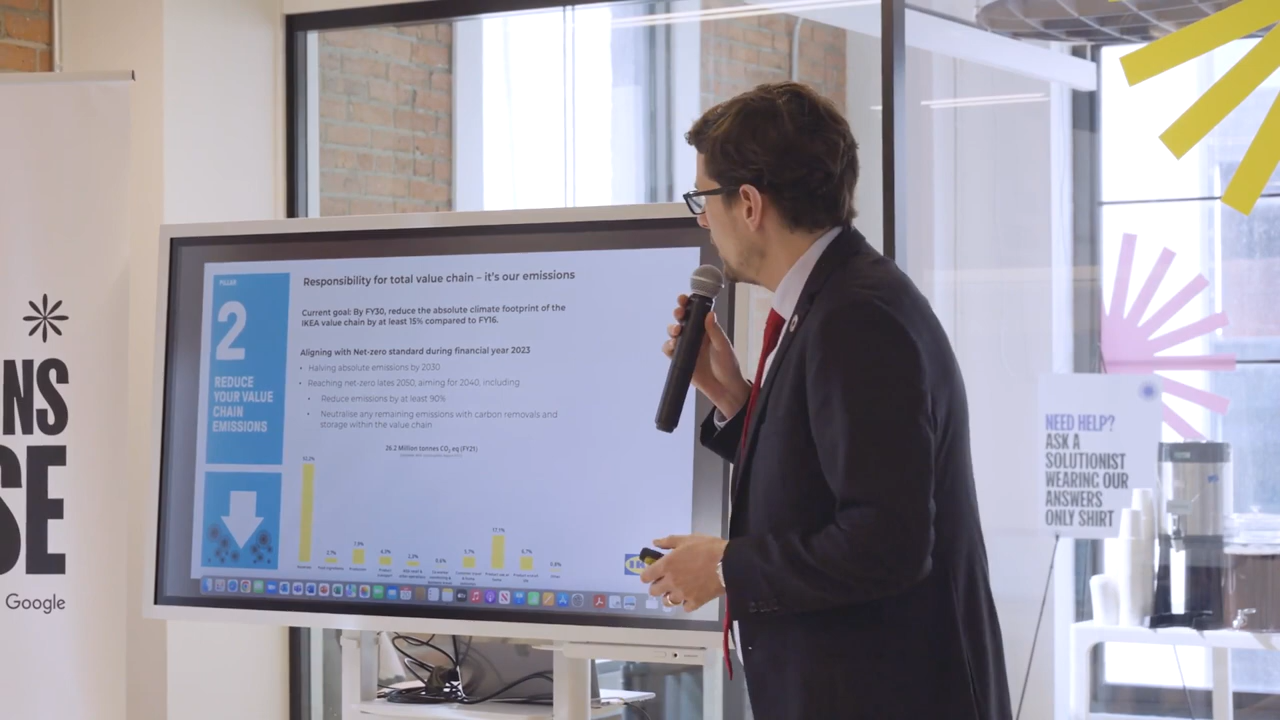 NS
SE
Google
PILLAR
2
REDUCE
YOUR VALUE
CHAIN
EMISSIONS
Responsibility for total value chain – it's our emissions
Current goal: By FY30, reduce the absolute climate footprint of the
IKEA value chain by at least 15% compared to FY16.
Aligning with Net-zero standard during financial year 2023
• Halving absolute emissions by 2030
• Reaching net-zero lates 2050, aiming for 2040, including
• Reduce emissions by at least 90%
• Neutralise any remaining emissions with carbon removals and
storage within the value chain
26.2 Million tonnes CO₂ eq (FY21)
NEED HELP?
ASK A
SOLUTIONIST
WEARING OUR
ANSWERS
ONLY SHIRT